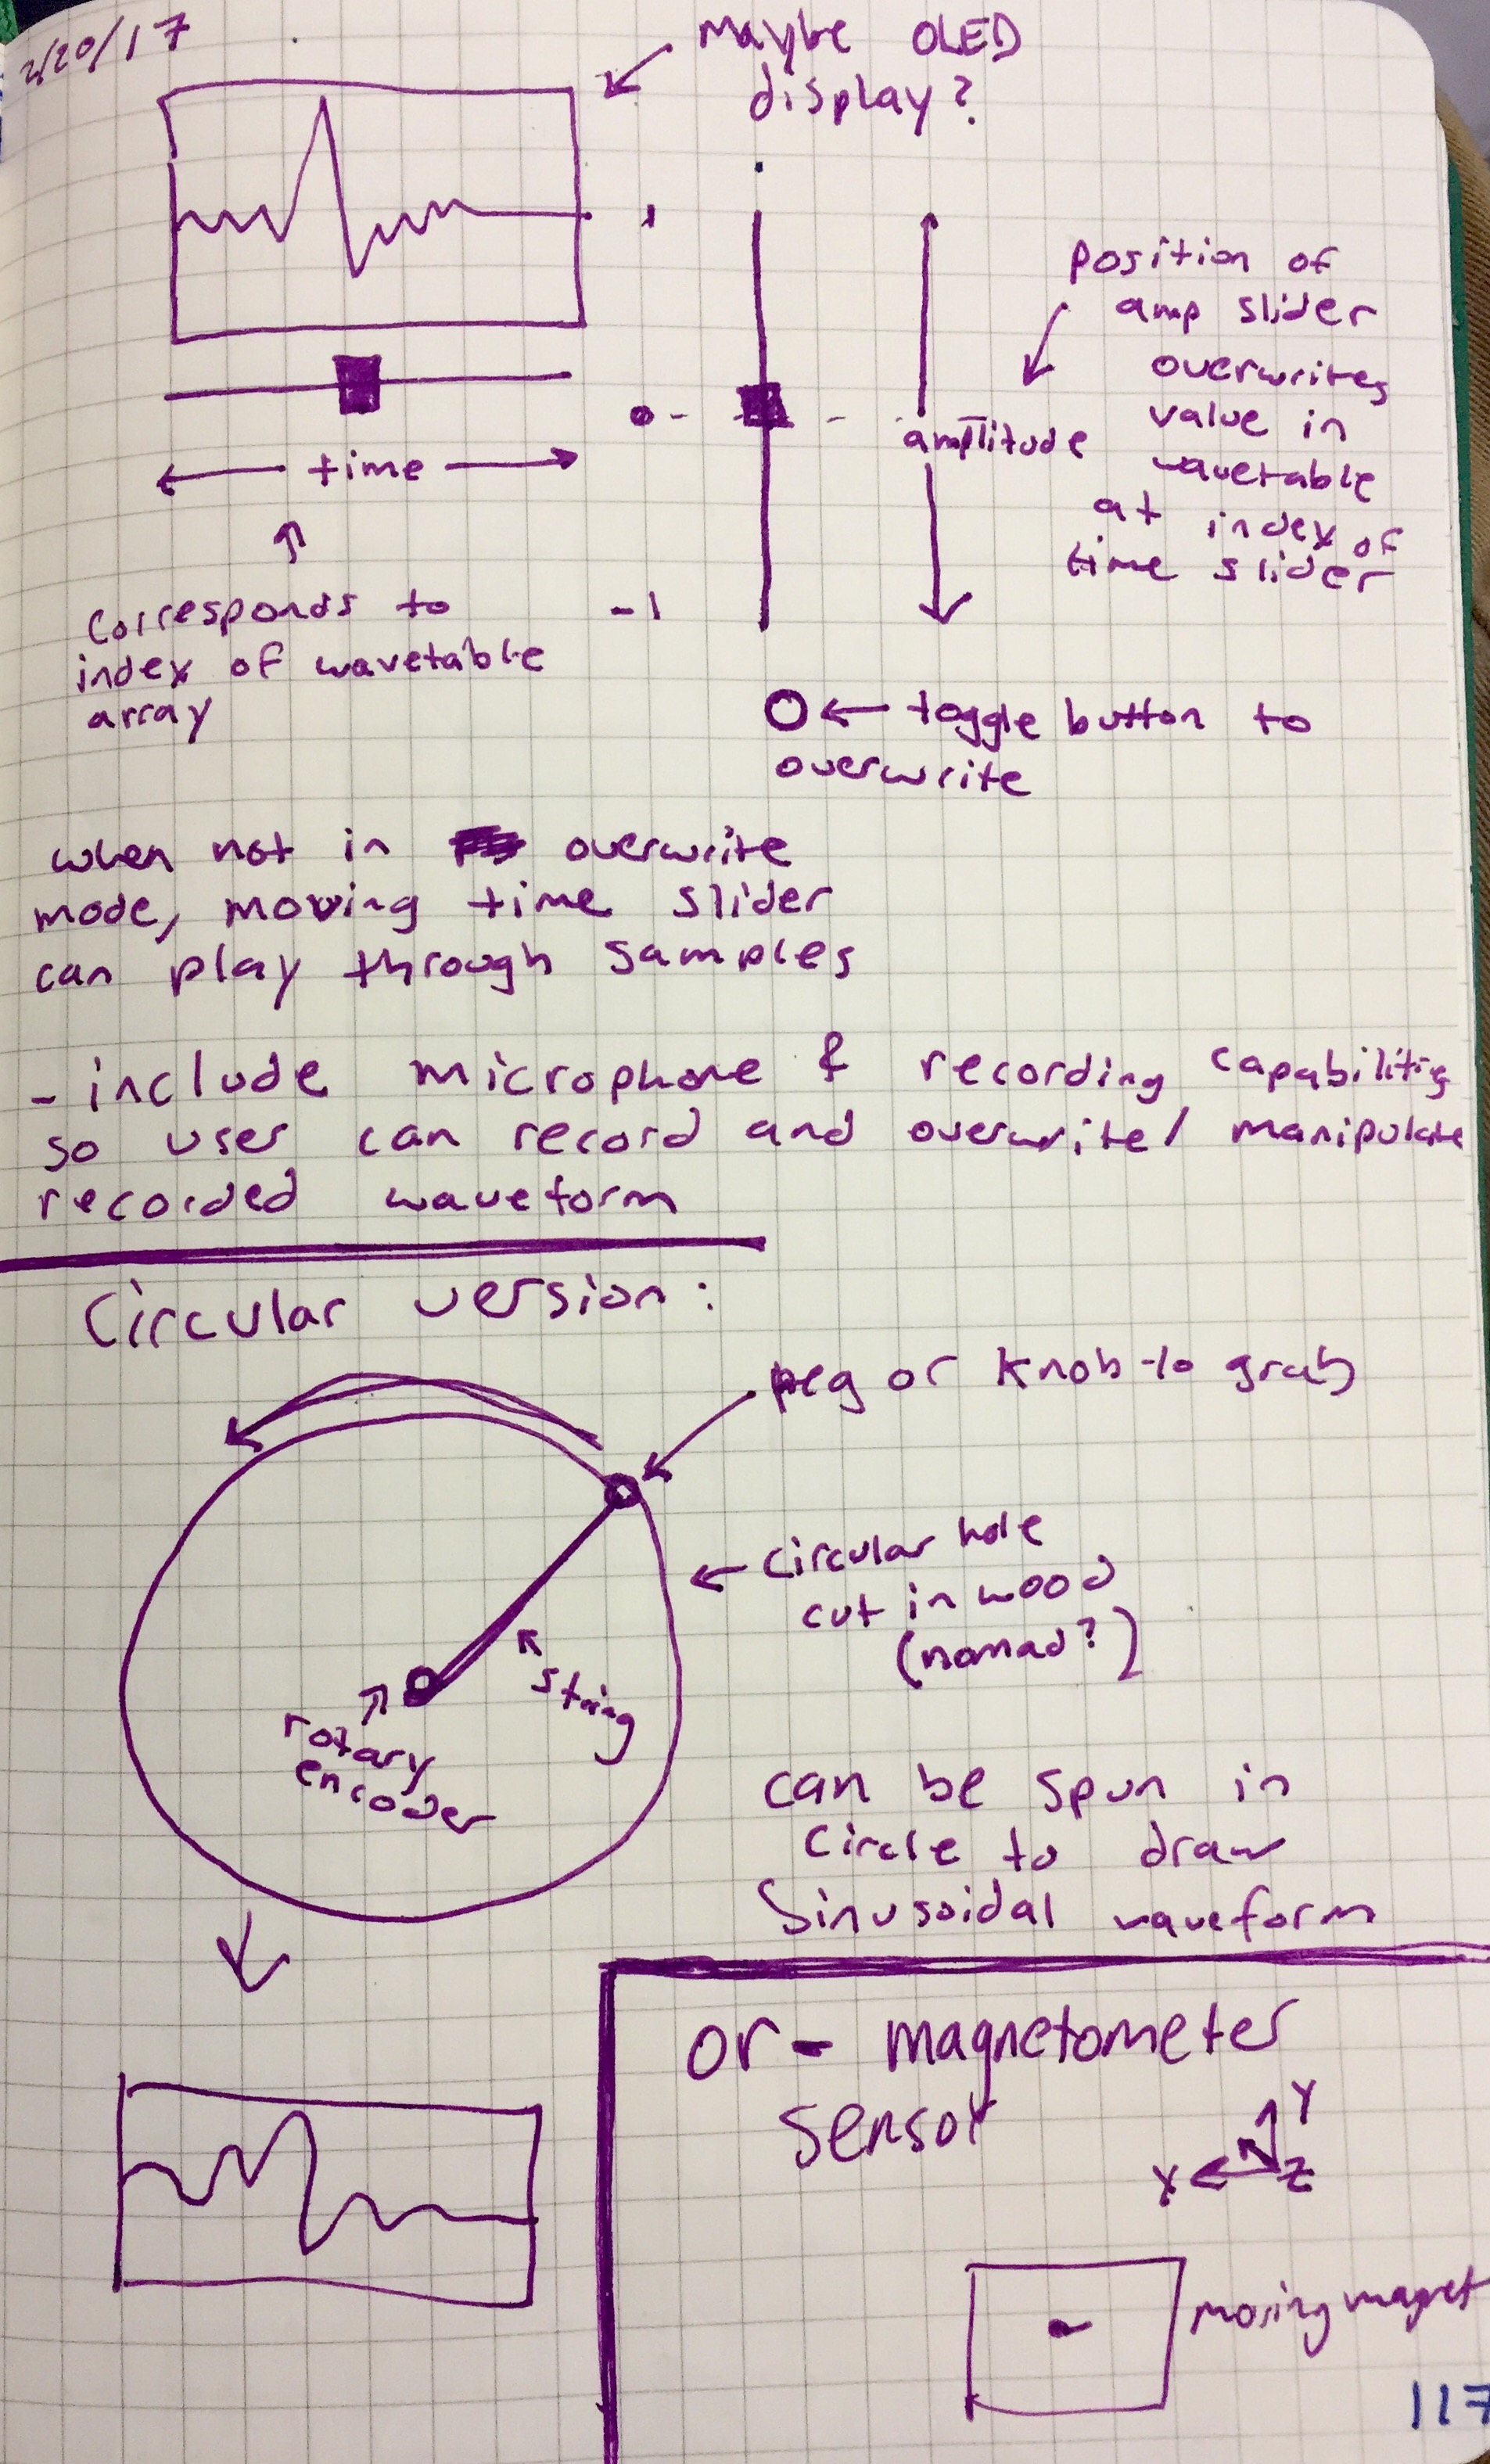 2/20/17
maybe OLED
display?
1
position of
amp slider
overwrites
value in
wavetable
at index of
time slider
0
amplitude
time
-1
Corresponds to
index of wavetable
array
toggle button to
overwrite
when not in overwrite
mode, moving time slider
can play through samples
- include microphone & recording capabilities
so user can record and overwrite/manipulate
recorded waveform
Circular version:
peg or knob to grab
circular hole
cut in wood
(nomad?)
string
rotary
encoder
can be spun in
circle to draw
Sinusoidal waveform
or - magnetometer
sensor
Y
X
Z
moving magnet
117